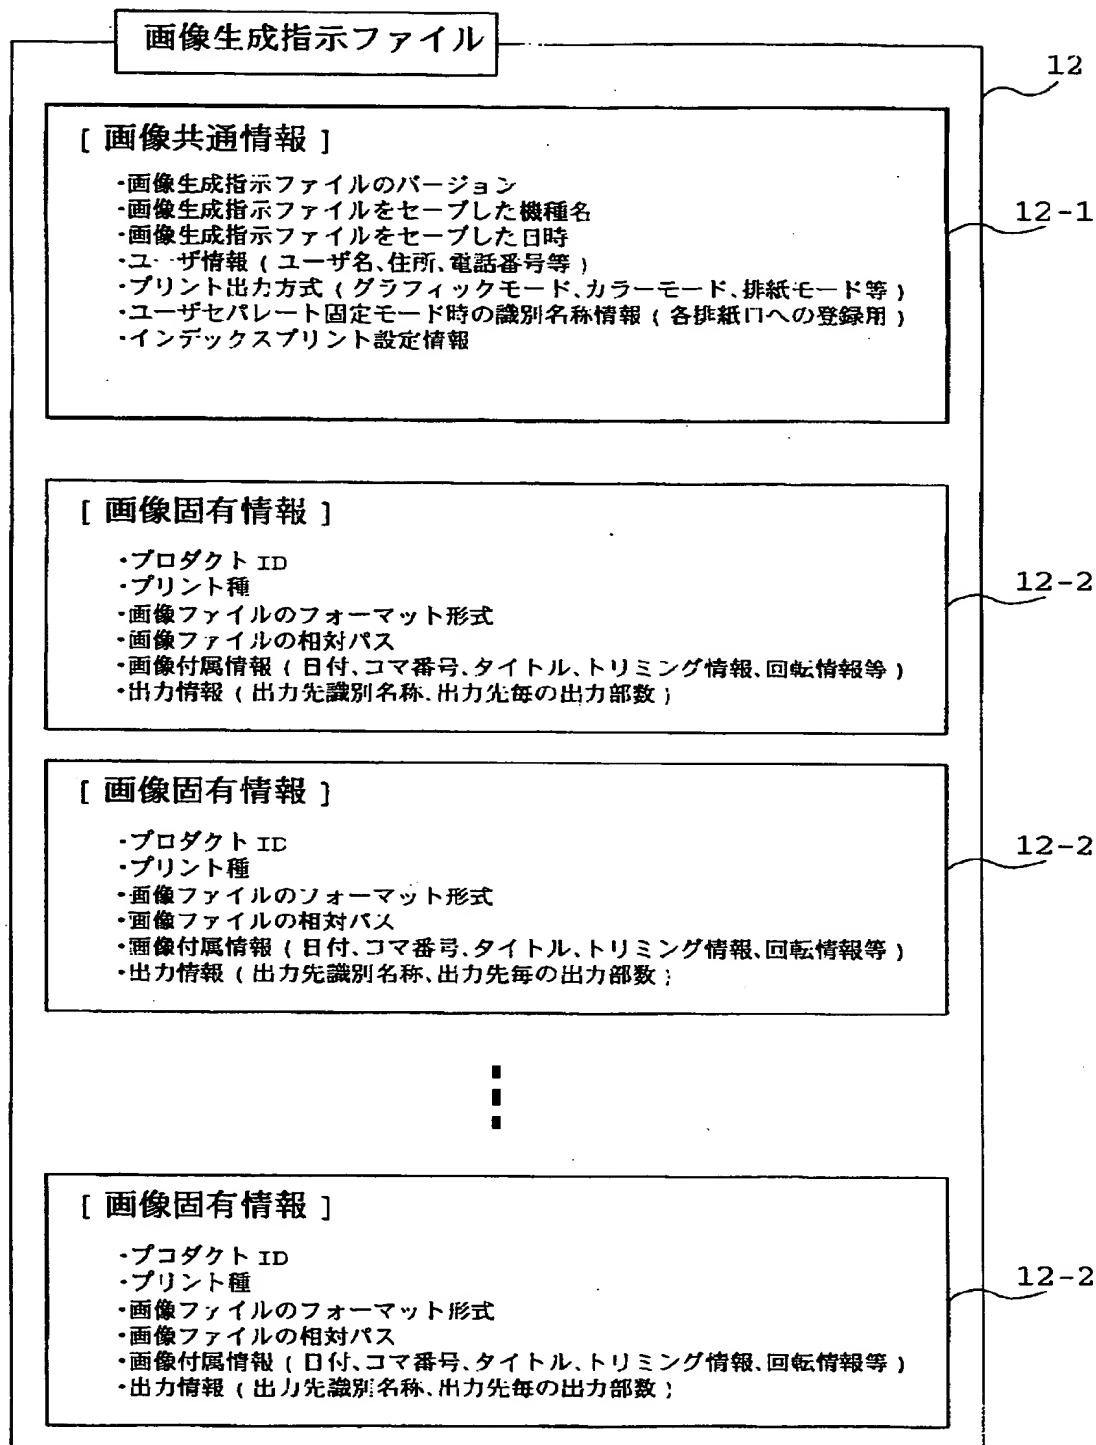 画像生成指示ファイル
12
[ 画像共通情報 ]
・画像生成指示ファイルのバージョン
・画像生成指示ファイルをセーブした機種名
12-1
・画像生成指示ファイルをセーブした日時
・ユーザ情報 ( ユーザ名、住所、電話番号等 )
・プリント出力方式 ( グラフィックモード、カラーモード、排紙モード等 )
・ユーザセパレート固定モード時の識別名称情報 ( 各排紙口への登録用 )
・インデックスプリント設定情報
[ 画像固有情報 ]
・プロダクト ID
・プリント種
12-2
・画像ファイルのフォーマット形式
・画像ファイルの相対パス
・画像付属情報 ( 日付、コマ番号、タイトル、トリミング情報、回転情報等 )
・出力情報 ( 出力先識別名称、出力先毎の出力部数 )
[ 画像固有情報 ]
・プロダクト ID
12-2
・プリント種
・画像ファイルのフォーマット形式
・画像ファイルの相対パス
・画像付属情報 ( 日付、コマ番号、タイトル、トリミング情報、回転情報等 )
・出力情報 ( 出力先識別名称、出力先毎の出力部数 )
[ 画像固有情報 ]
・プロダクト ID
・プリント種
12-2
・画像ファイルのフォーマット形式
・画像ファイルの相対パス
・画像付属情報 ( 日付、コマ番号、タイトル、トリミング情報、回転情報等 )
・出力情報 ( 出力先識別名称、出力先毎の出力部数 )